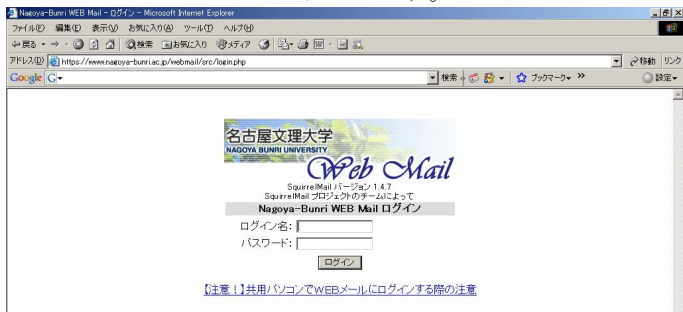 Nagoya-Bunri WEB Mail - ログイン - Microsoft Internet Explorer
ファイル(F) 編集(E) 表示(V) お気に入り(A) ツール(T) ヘルプ(H)
戻る 検索 お気に入り メディア
アドレス(D) https://www.nagoya-bunri.ac.jp/webmail/src/login.php 移動 リンク
Google G 検索 ブックマーク >> 設定
名古屋文理大学
NAGOYA BUNRI UNIVERSITY
Web Mail
SquirrelMail バージョン 1.4.7
SquirrelMail プロジェクトのチームによって
Nagoya-Bunri WEB Mail ログイン
ログイン名:
パスワード:
ログイン
【注意！】共用パソコンでWEBメールにログインする際の注意